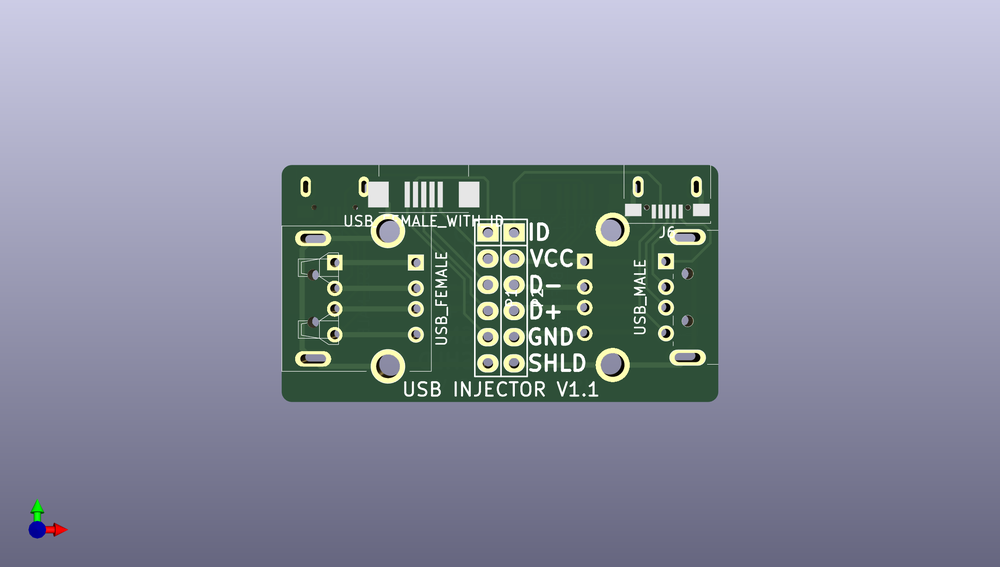 USB_FEMALE_WITH_ID
J6
ID
VCC
D-
D+
GND
SHLD
USB_FEMALE
USB_MALE
USB INJECTOR V1.1